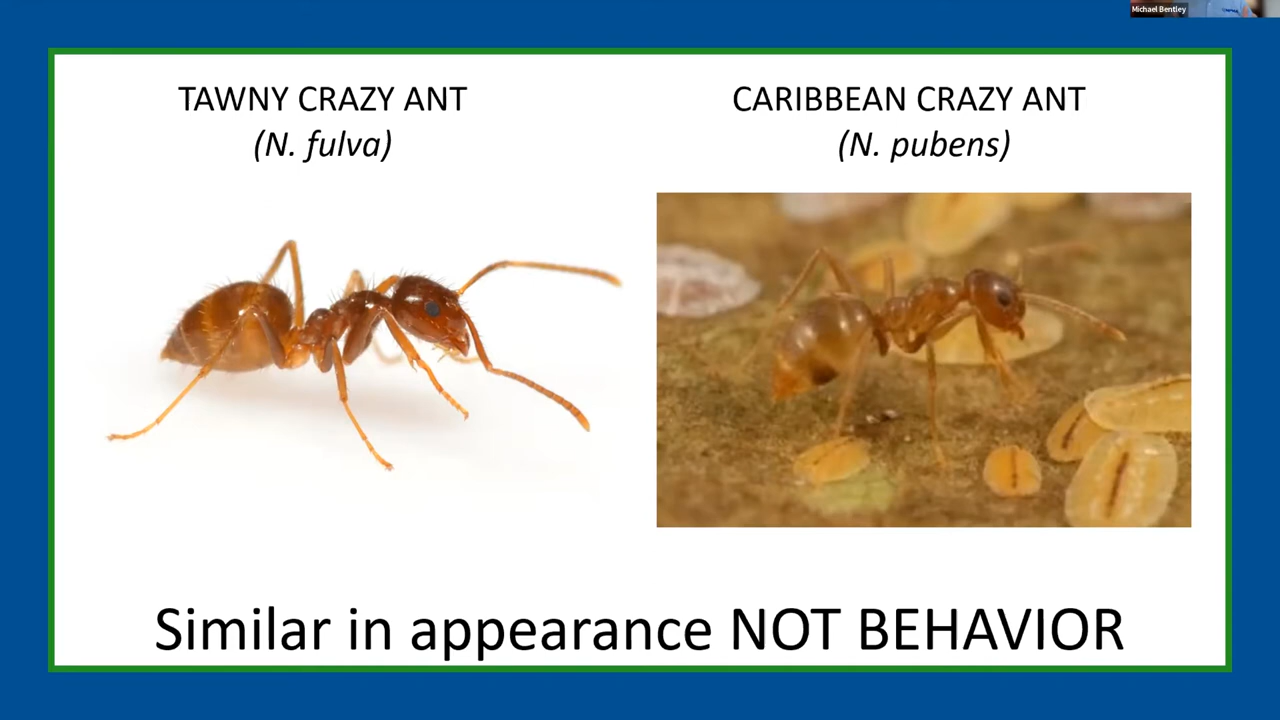 Michael Bentley
TAWNY CRAZY ANT
(N. fulva)
CARIBBEAN CRAZY ANT
(N. pubens)
Similar in appearance NOT BEHAVIOR